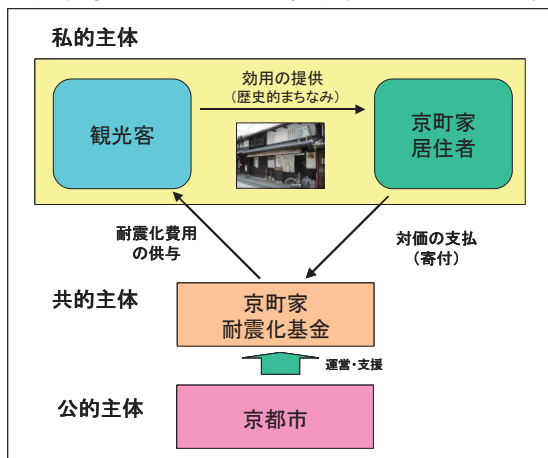 私的主体
効用の提供
(歴史的まちなみ)
観光客
京町家
居住者
耐震化費用
の供与
対価の支払
(寄付)
共的主体
京町家
耐震化基金
運営・支援
公的主体
京都市